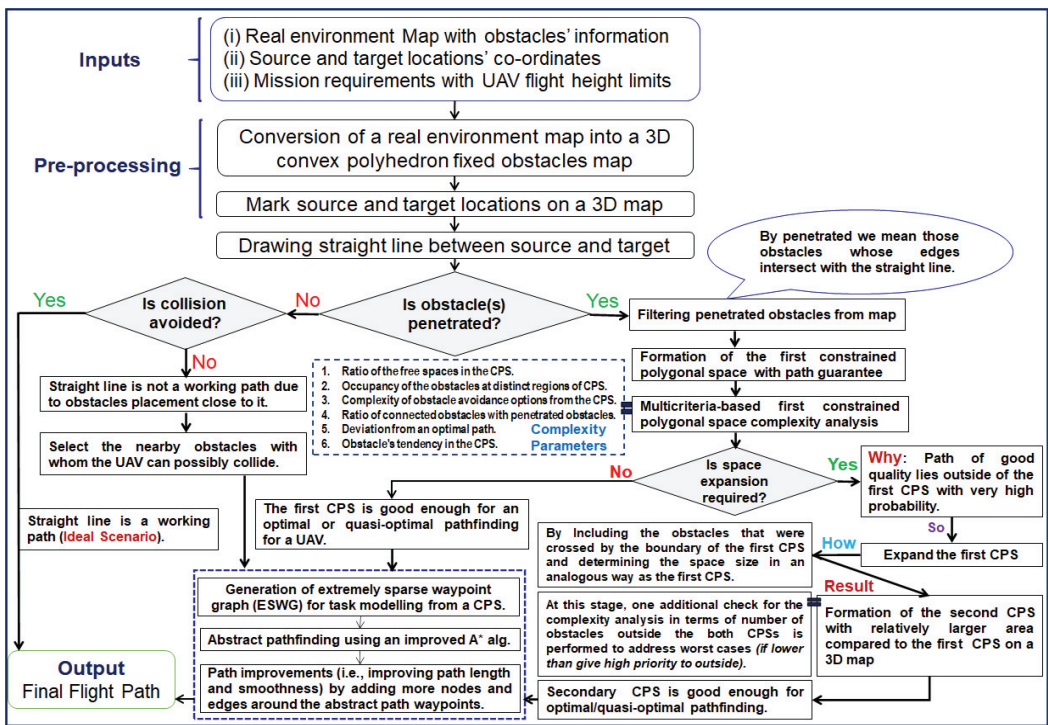 Inputs
(i) Real environment Map with obstacles' information
(ii) Source and target locations' co-ordinates
(iii) Mission requirements with UAV flight height limits
Pre-processing
Conversion of a real environment map into a 3D
convex polyhedron fixed obstacles map
Mark source and target locations on a 3D map
Drawing straight line between source and target
By penetrated we mean those
obstacles whose edges
intersect with the straight line.
Yes
Is collision
avoided?
No
Is obstacle(s)
penetrated?
Yes
Filtering penetrated obstacles from map
No
Straight line is not a working path due
to obstacles placement close to it.
Select the nearby obstacles with
whom the UAV can possibly collide.
Straight line is a working
path (Ideal Scenario).
1. Ratio of the free spaces in the CPS.
2. Occupancy of the obstacles at distinct regions of CPS.
3. Complexity of obstacle avoidance options from the CPS.
4. Ratio of connected obstacles with penetrated obstacles.
5. Deviation from an optimal path.
6. Obstacle's tendency in the CPS.
Complexity
Parameters
Formation of the first constrained
polygonal space with path guarantee
Multicriteria-based first constrained
polygonal space complexity analysis
No
Is space
expansion
required?
Yes
Why: Path of good
quality lies outside of the
first CPS with very high
probability.
So
Expand the first CPS
How
By Including the obstacles that were
crossed by the boundary of the first CPS
and determining the space size in an
analogous way as the first CPS.
Result
Formation of the second CPS
with relatively larger area
compared to the first CPS on a
3D map
At this stage, one additional check for the
complexity analysis in terms of number of
obstacles outside the both CPSs is
performed to address worst cases (if lower
than give high priority to outside).
Secondary CPS is good enough for
optimal/quasi-optimal pathfinding.
The first CPS is good enough for an
optimal or quasi-optimal pathfinding
for a UAV.
Generation of extremely sparse waypoint
graph (ESWG) for task modelling from a CPS.
Abstract pathfinding using an improved A* alg.
Path improvements (i.e., improving path length
and smoothness) by adding more nodes and
edges around the abstract path waypoints.
Output
Final Flight Path